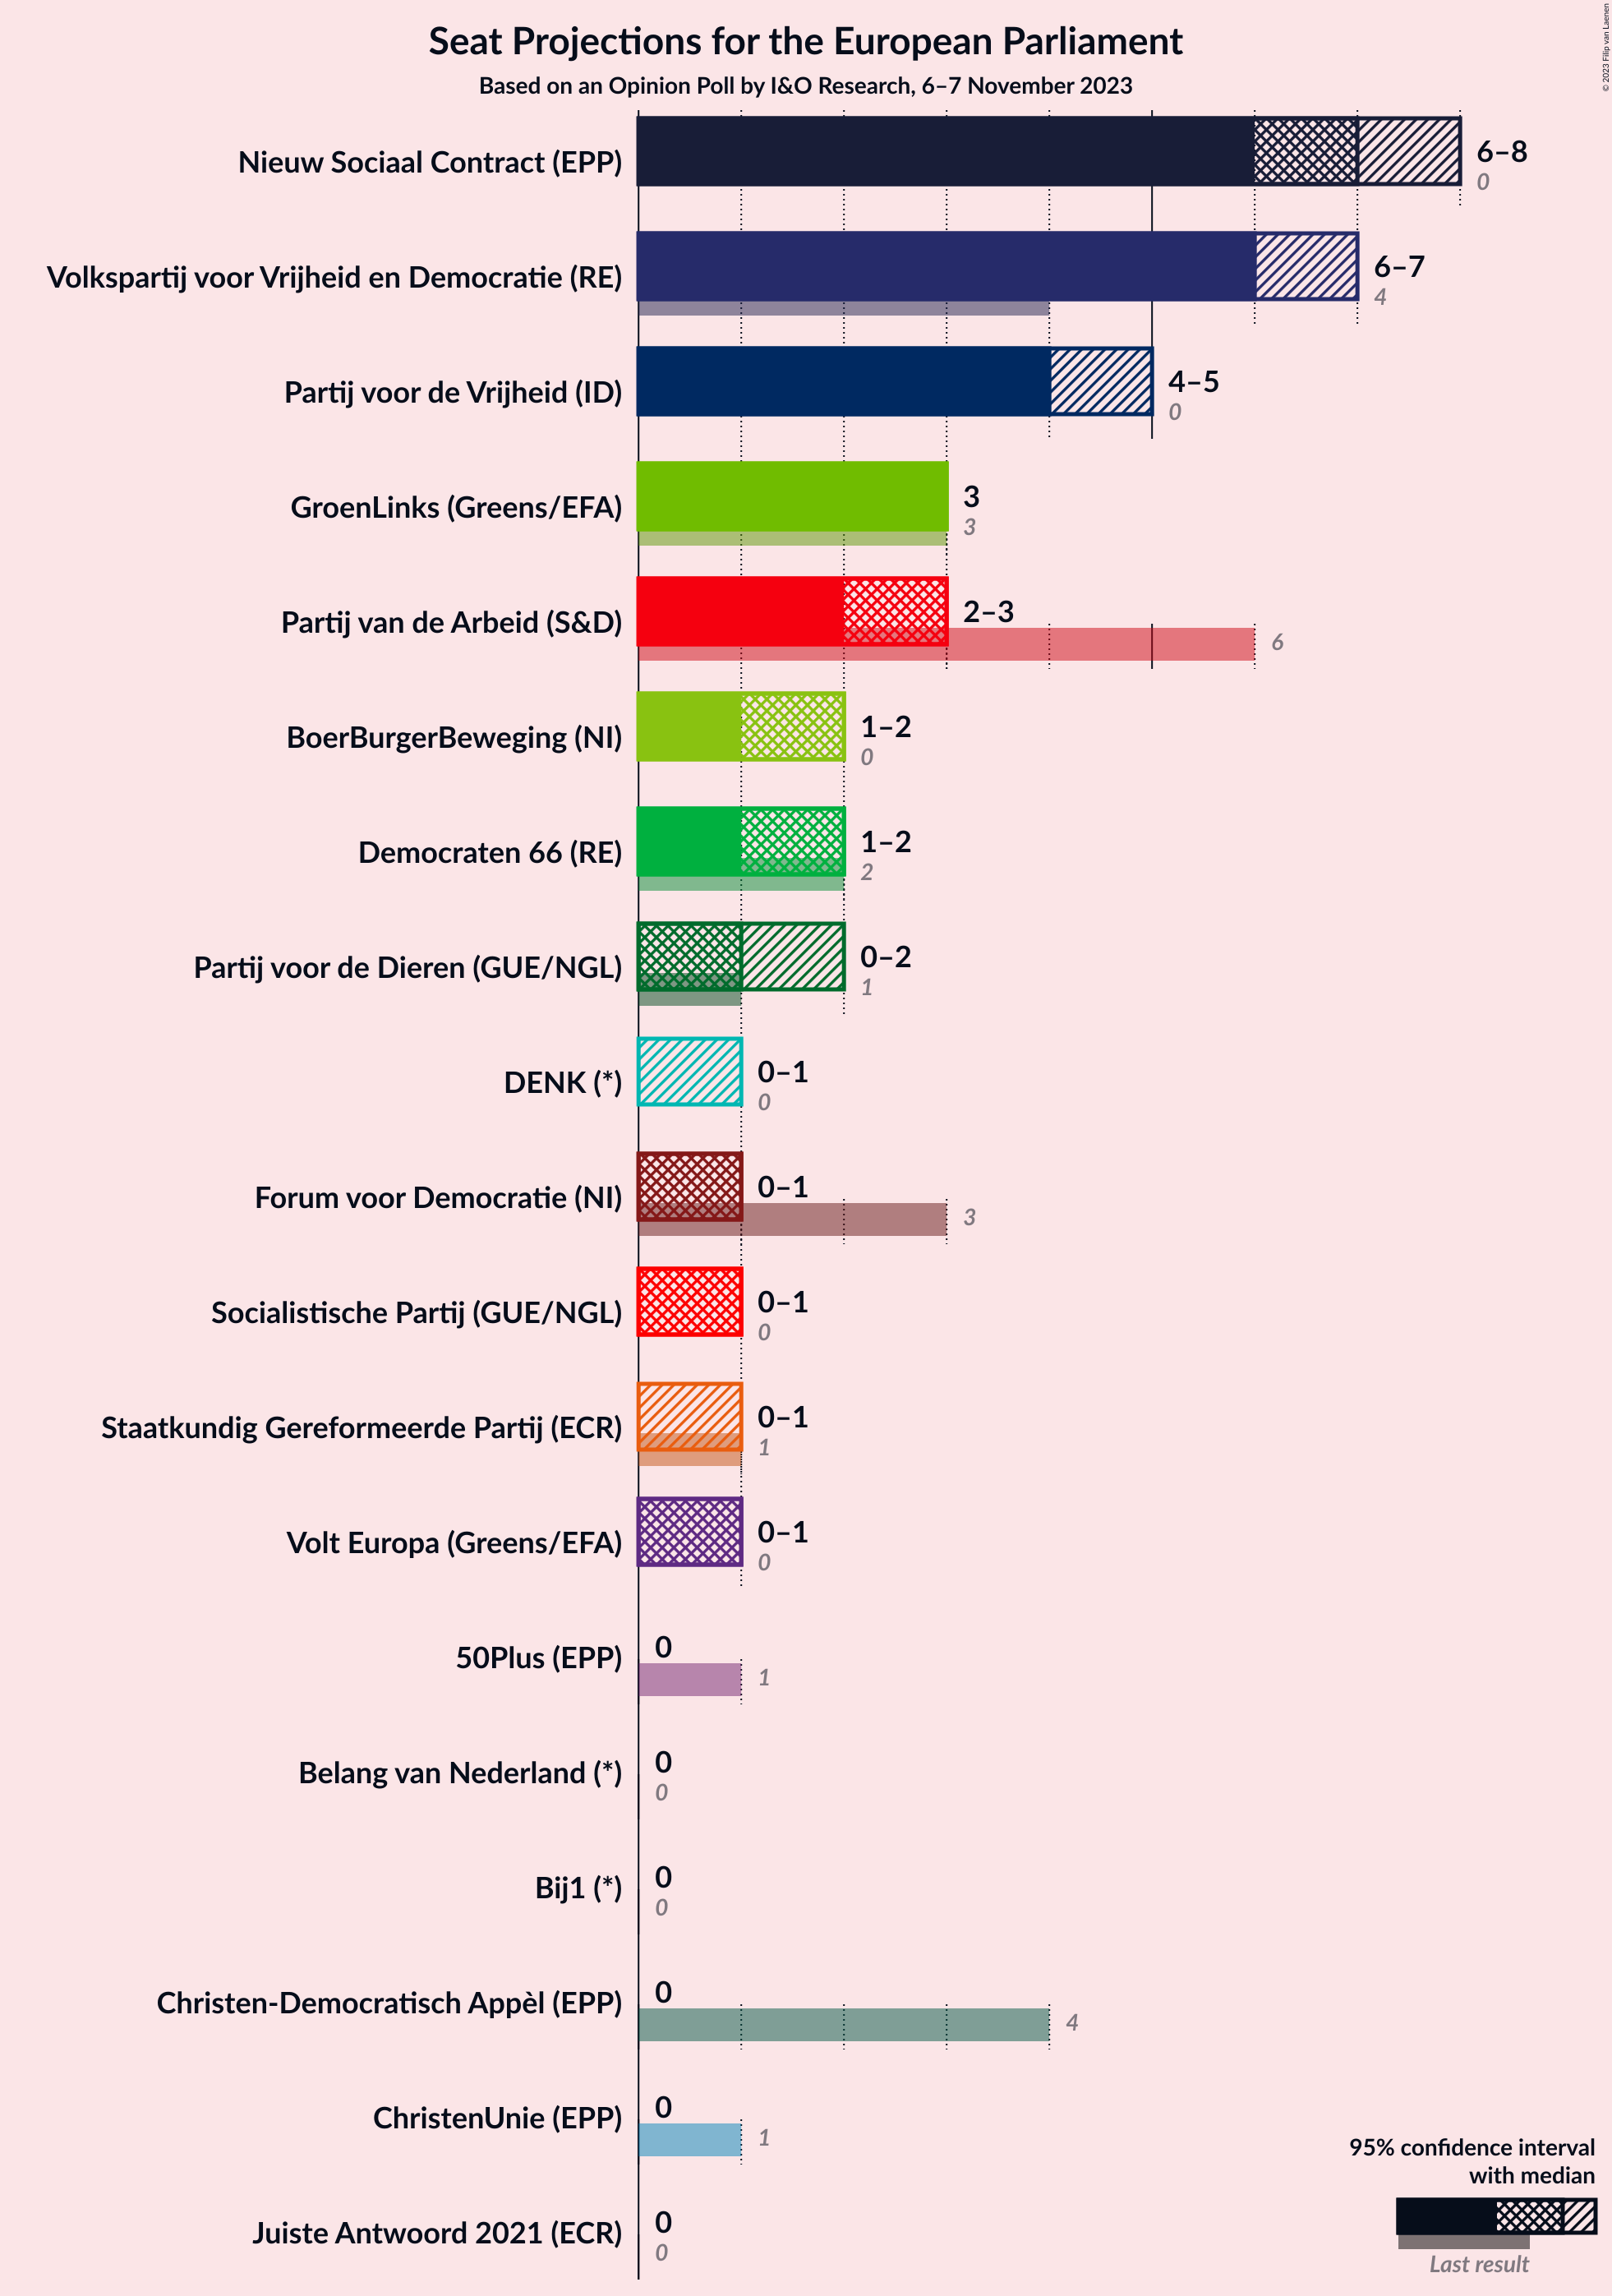 Seat Projections for the European Parliament
Based on an Opinion Poll by I&O Research, 6–7 November 2023
© 2023 Filip van Laenen
Nieuw Sociaal Contract (EPP)
6–8
0
Volkspartij voor Vrijheid en Democratie (RE)
6–7
4
Partij voor de Vrijheid (ID)
4–5
0
GroenLinks (Greens/EFA)
3
3
Partij van de Arbeid (S&D)
2–3
6
BoerBurgerBeweging (NI)
1–2
0
Democraten 66 (RE)
1–2
2
Partij voor de Dieren (GUE/NGL)
0–2
1
DENK (*)
0–1
0
Forum voor Democratie (NI)
0–1
3
Socialistische Partij (GUE/NGL)
0–1
0
Staatkundig Gereformeerde Partij (ECR)
0–1
1
Volt Europa (Greens/EFA)
0–1
0
50Plus (EPP)
0
1
Belang van Nederland (*)
0
0
Bij1 (*)
0
0
Christen-Democratisch Appèl (EPP)
0
4
ChristenUnie (EPP)
0
1
Juiste Antwoord 2021 (ECR)
0
0
95% confidence interval
with median
Last result